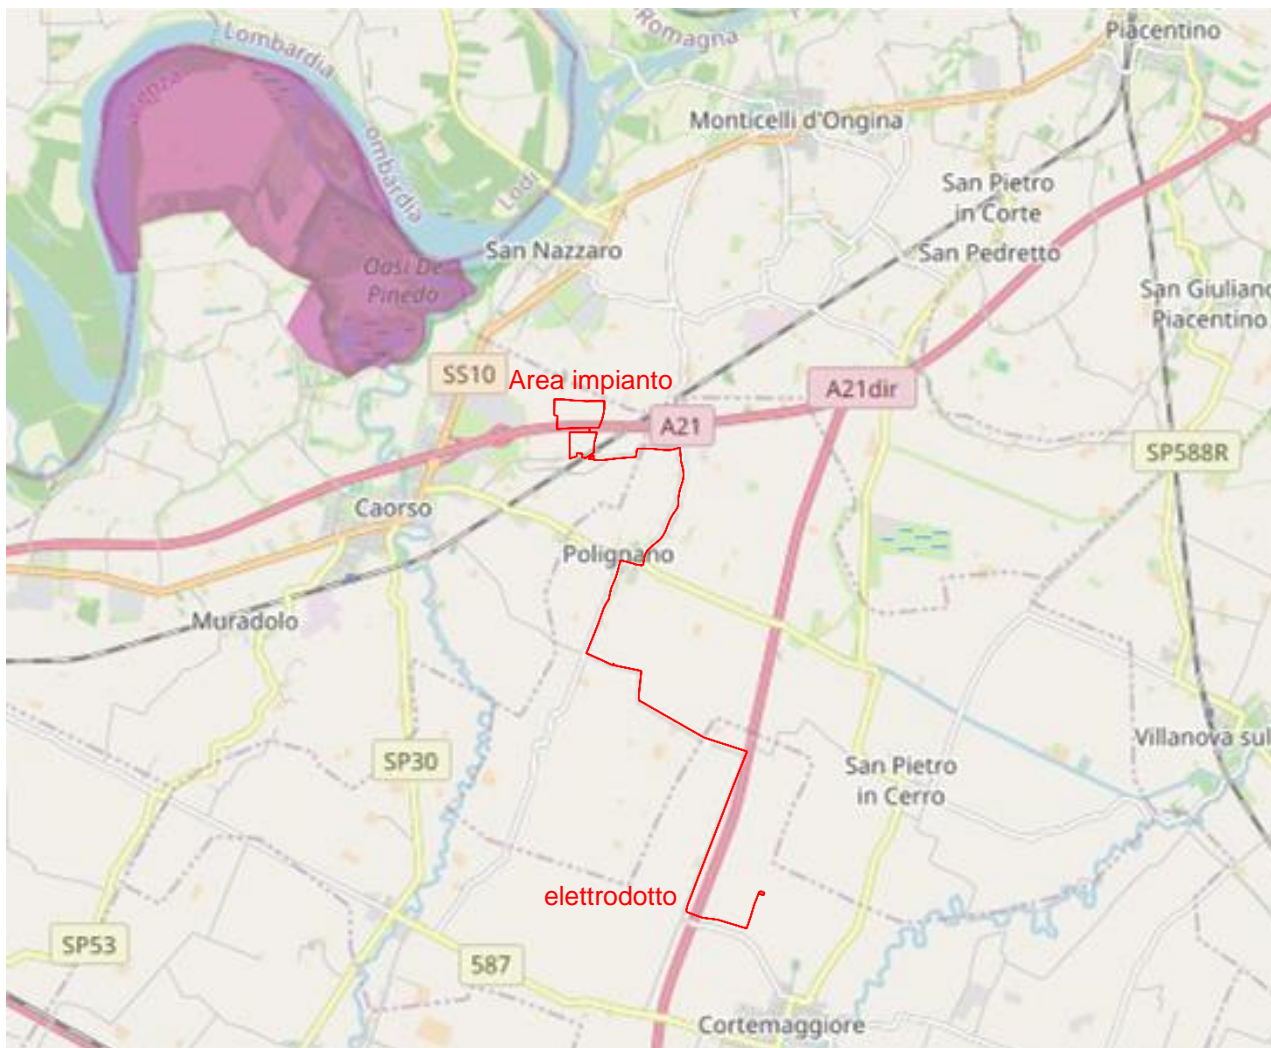 Lombardia
Romagna
Piacentino
Monticelli d'Ongina
ombardia
Lodi
San Pietro
in Corte
San Nazzaro
San Pedretto
Oasi De
Pinedo
San Giuliano
Piacentino
SS10
Area impianto
A21dir
A21
SP588R
Caorso
Polignano
Muradolo
Villanova sul
SP30
San Pietro
in Cerro
elettrodotto
SP53
587
Cortemaggiore